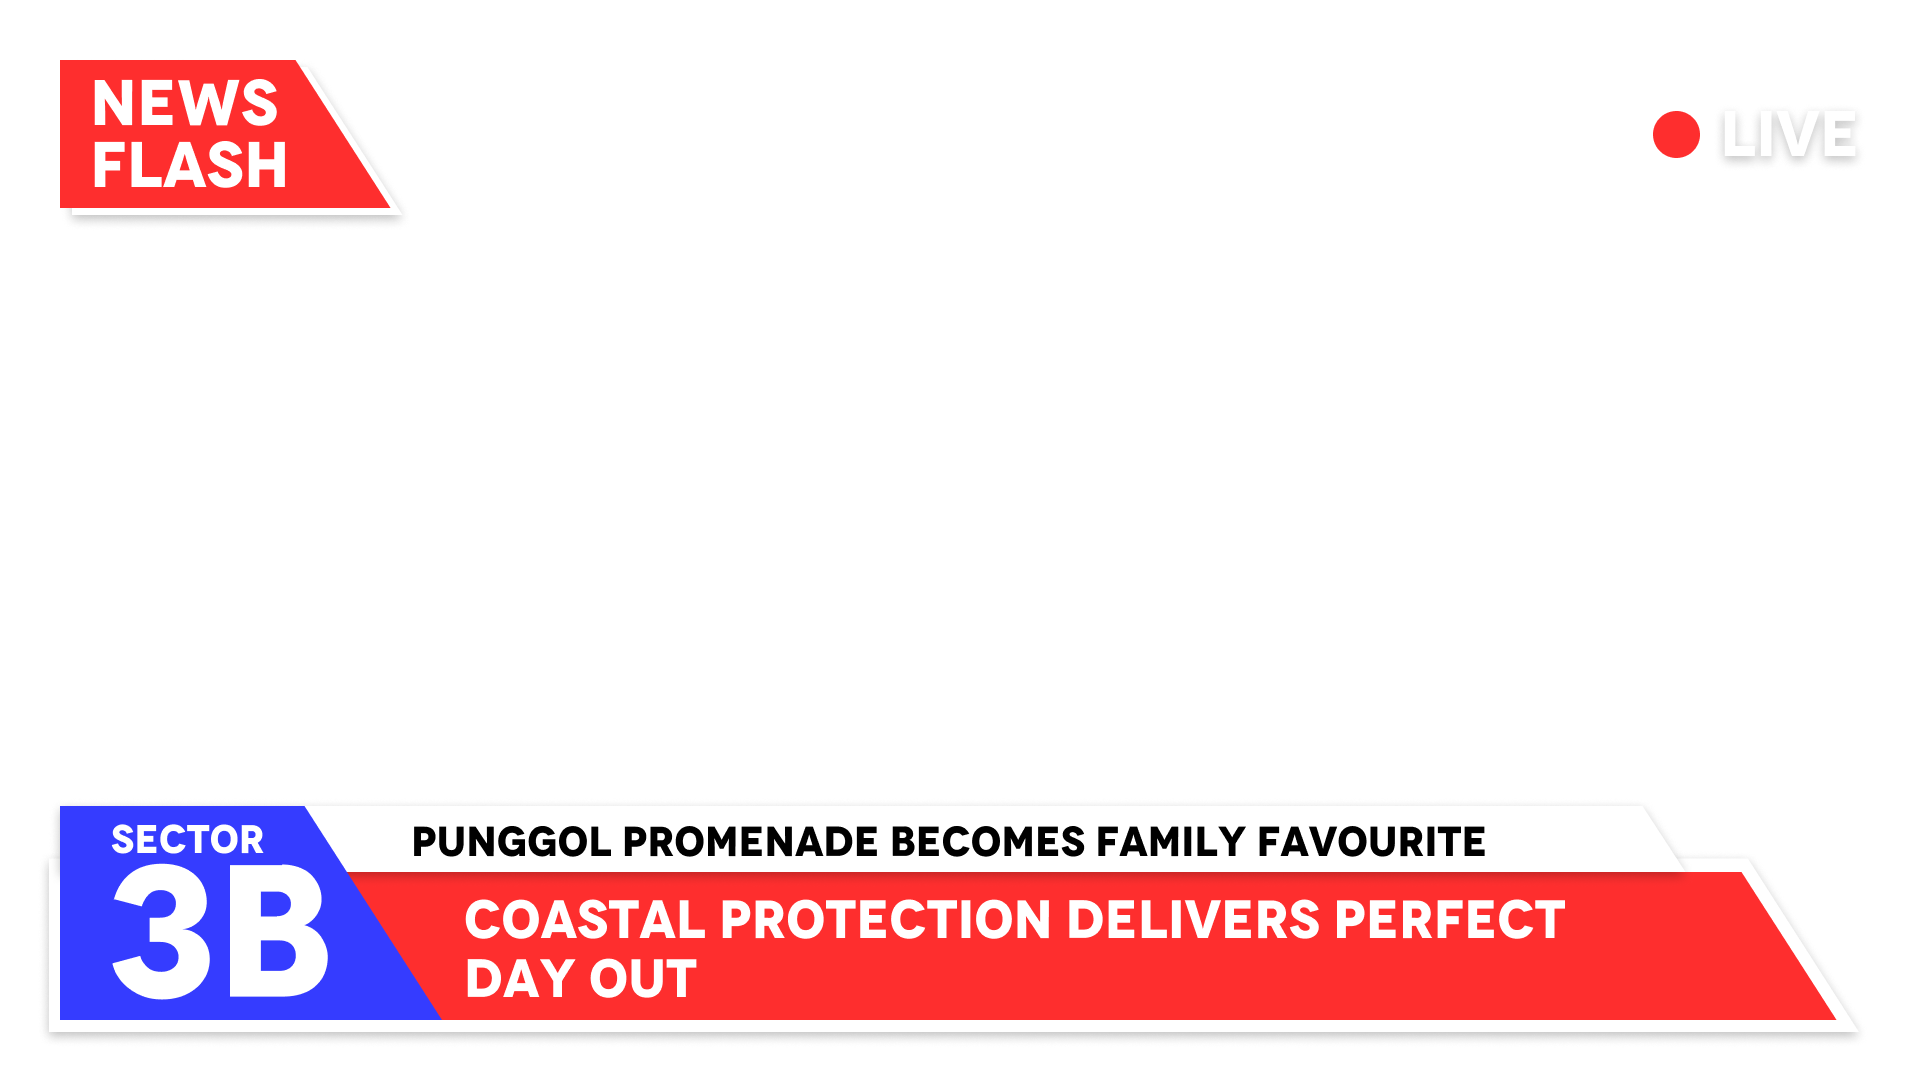 NEWS
FLASH
LIVE
SECTOR
3B
PUNGGOL PROMENADE BECOMES FAMILY FAVOURITE
COASTAL PROTECTION DELIVERS PERFECT
DAY OUT